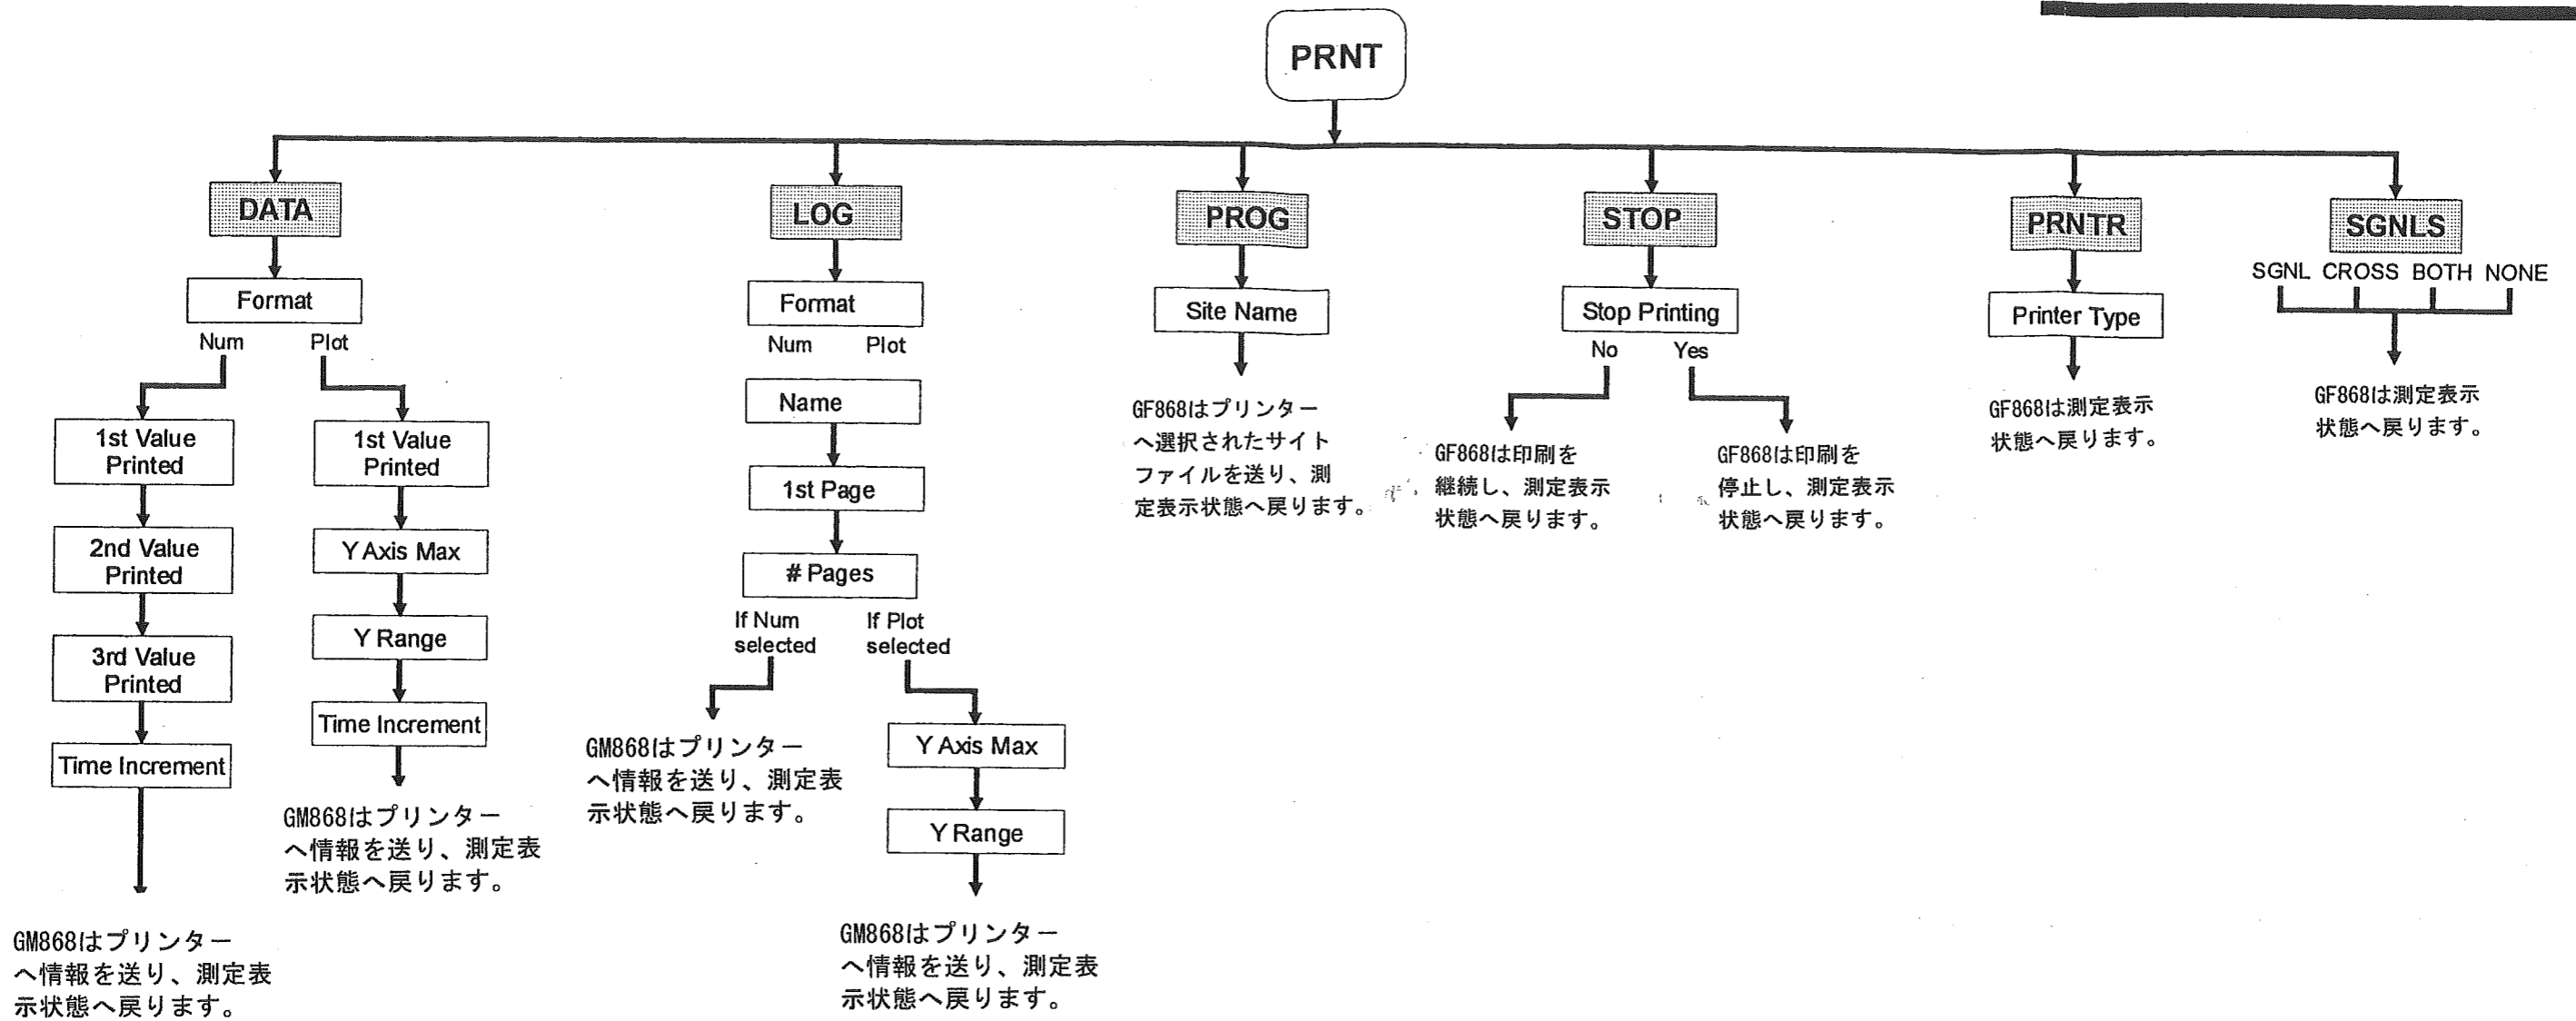 PRNT
DATA
Format
Num Plot
1st Value
Printed
2nd Value
Printed
3rd Value
Printed
Time Increment
GM868はプリンター
へ情報を送り、測定表
示状態へ戻ります。
1st Value
Printed
Y Axis Max
Y Range
Time Increment
GM868はプリンター
へ情報を送り、測定表
示状態へ戻ります。
LOG
Format
Num Plot
Name
1st Page
# Pages
If Num
selected
GM868はプリンター
へ情報を送り、測定表
示状態へ戻ります。
If Plot
selected
Y Axis Max
Y Range
GM868はプリンター
へ情報を送り、測定表
示状態へ戻ります。
PROG
Site Name
GF868はプリンター
へ選択されたサイト
ファイルを送り、測
定表示状態へ戻ります。
STOP
Stop Printing
No Yes
GF868は印刷を
継続し、測定表示
状態へ戻ります。
GF868は印刷を
停止し、測定表示
状態へ戻ります。
PRNTR
Printer Type
GF868は測定表示
状態へ戻ります。
SGNLS
SGNL CROSS BOTH NONE
GF868は測定表示
状態へ戻ります。